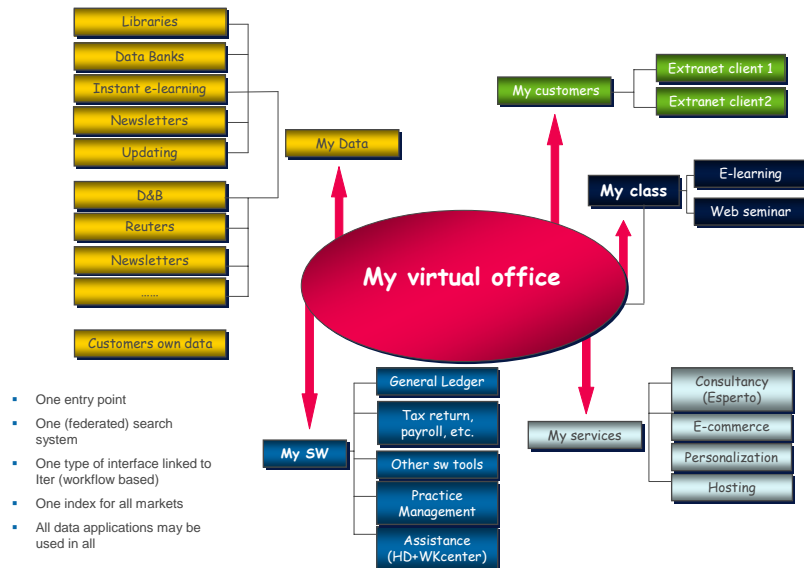 Libraries
Data Banks
Instant e-learning
Newsletters
Updating
D&B
Reuters
Newsletters
......
Customers own data
My Data
My customers
Extranet client 1
Extranet client2
My class
E-learning
Web seminar
My virtual office
My SW
General Ledger
Tax return,
payroll, etc.
Other sw tools
Practice
Management
Assistance
(HD+WKcenter)
My services
Consultancy
(Esperto)
E-commerce
Personalization
Hosting
One entry point
One (federated) search
system
One type of interface linked to
Iter (workflow based)
One index for all markets
All data applications may be
used in all